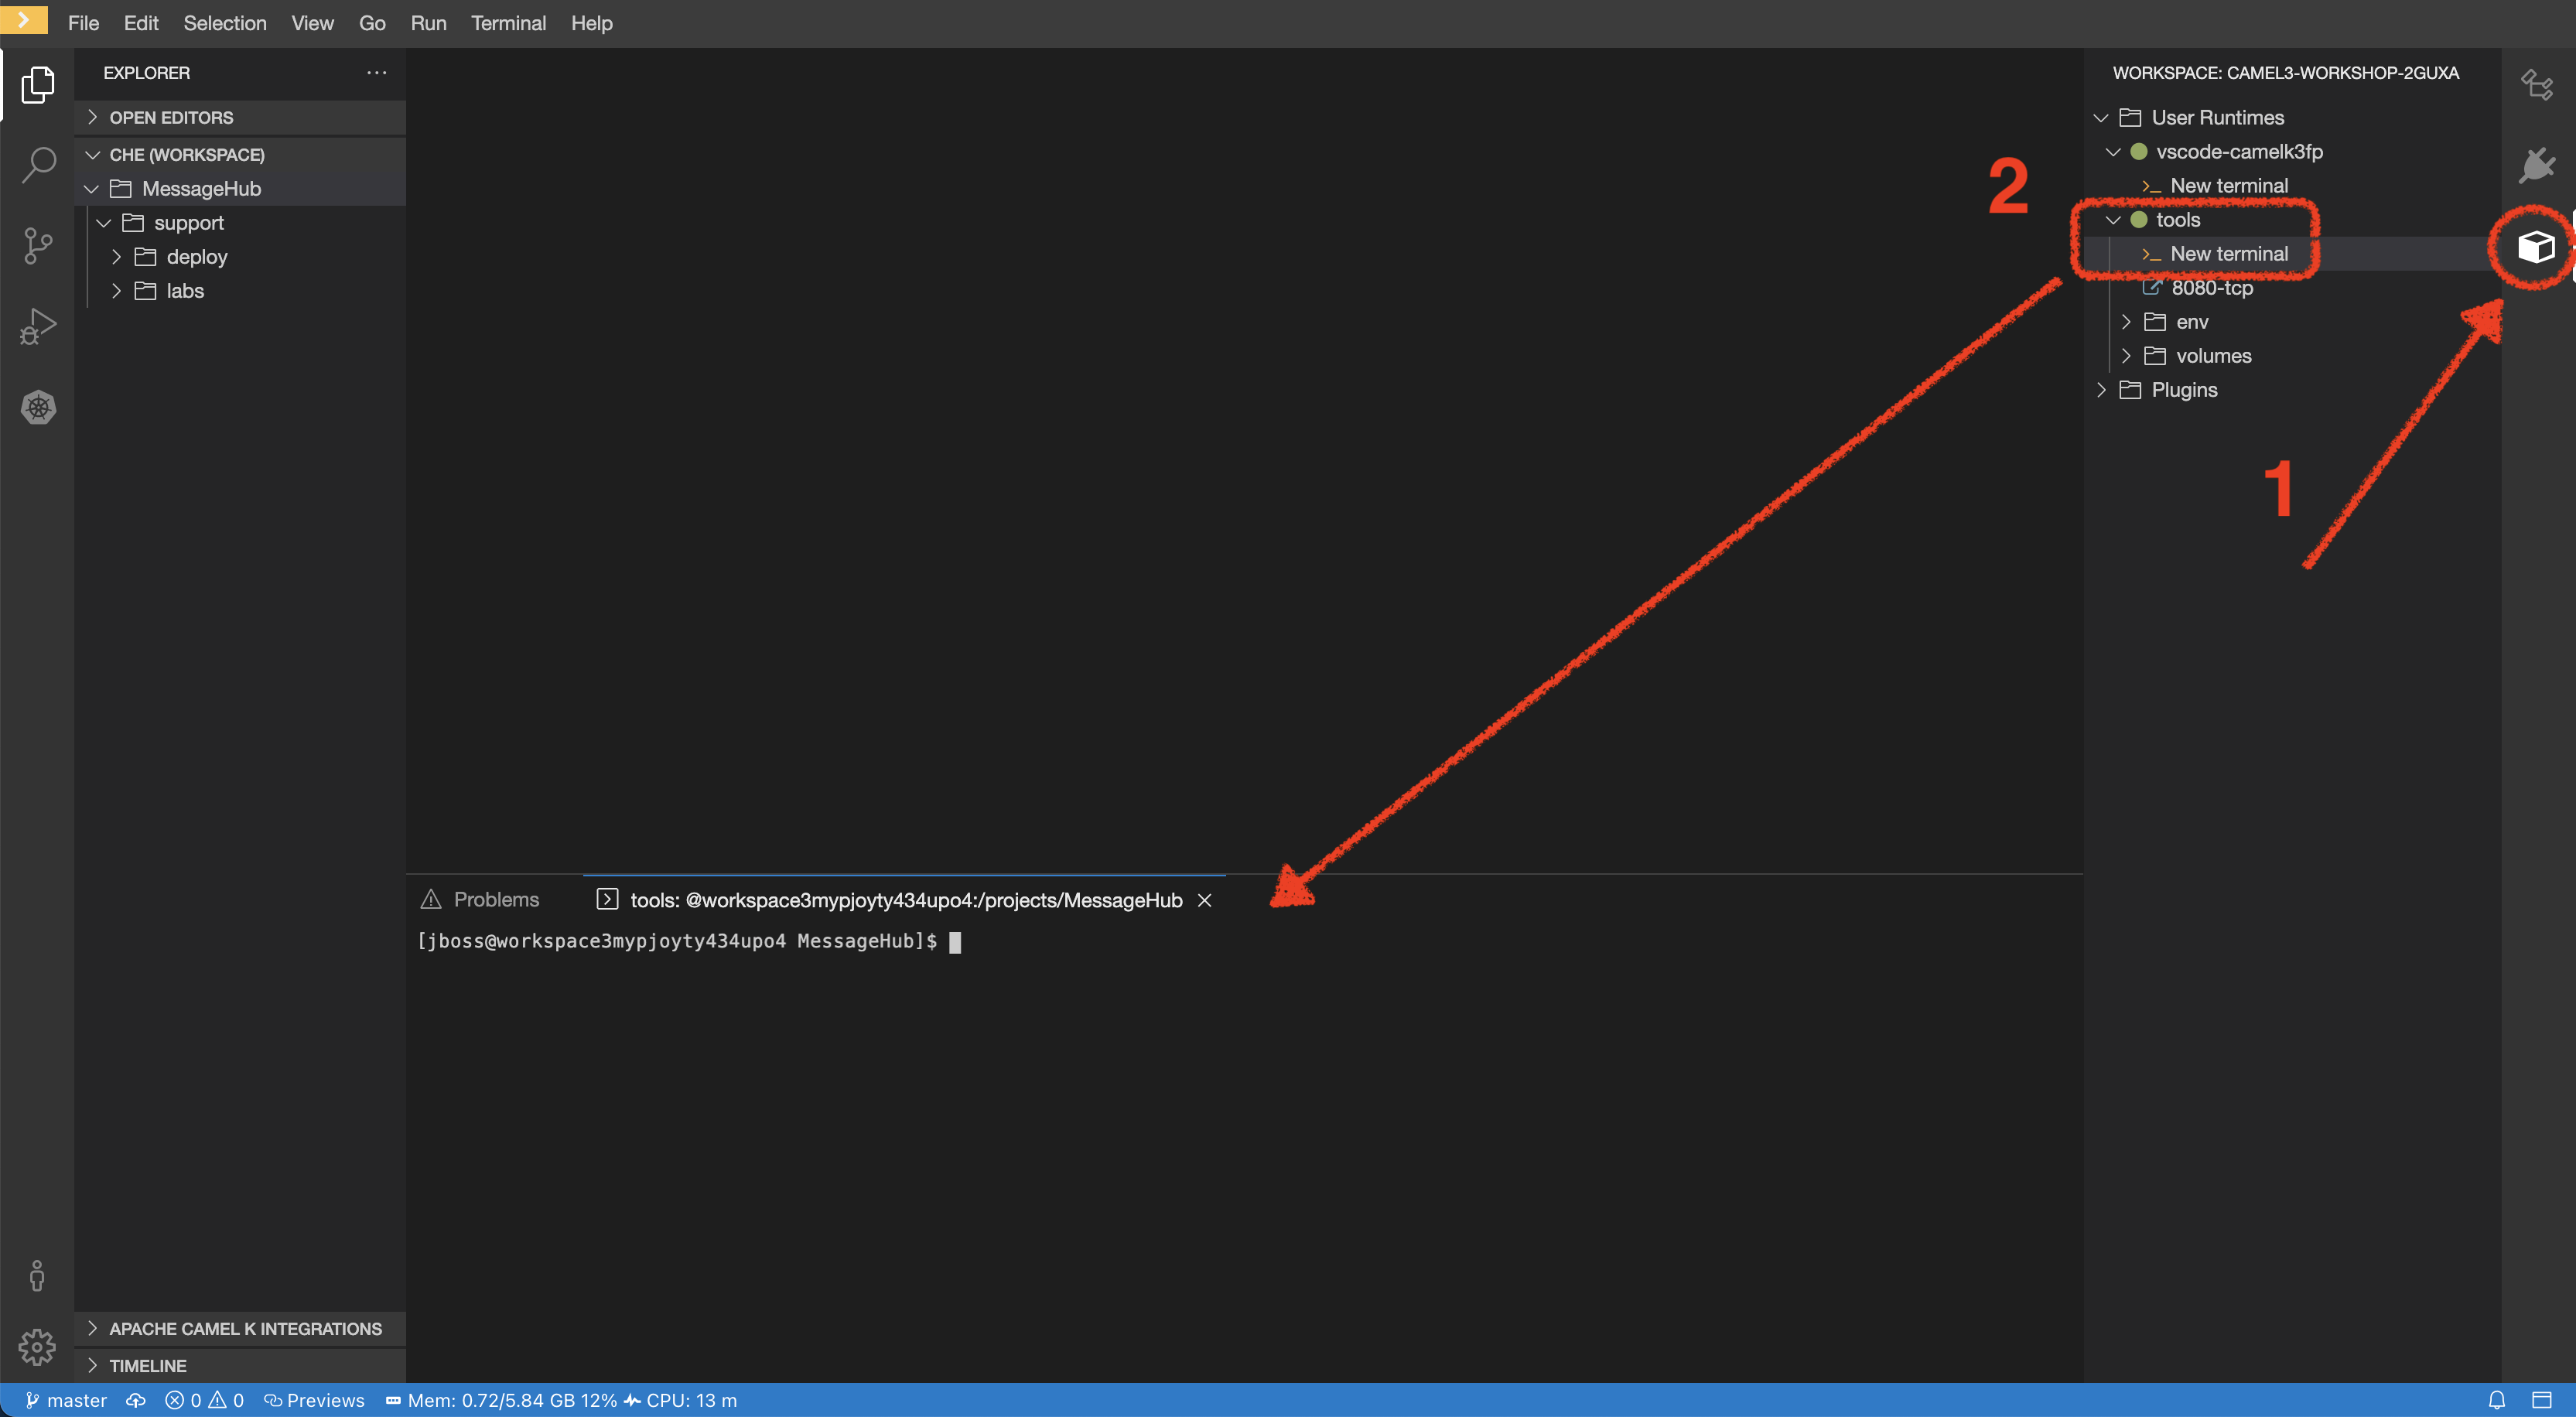 File Edit Selection View Go Run Terminal Help
EXPLORER
OPEN EDITORS
CHE (WORKSPACE)
MessageHub
support
deploy
labs
APACHE CAMEL K INTEGRATIONS
TIMELINE
Problems
tools: @workspace3mypjoyty434upo4:/projects/MessageHub
[jboss@workspace3mypjoyty434upo4 MessageHub]$
WORKSPACE: CAMEL3-WORKSHOP-2GUXA
User Runtimes
vscode-camelk3fp
New terminal
2
tools
New terminal
8080-tcp
env
volumes
Plugins
1
master 0 0 Previews Mem: 0.72/5.84 GB 12% CPU: 13 m